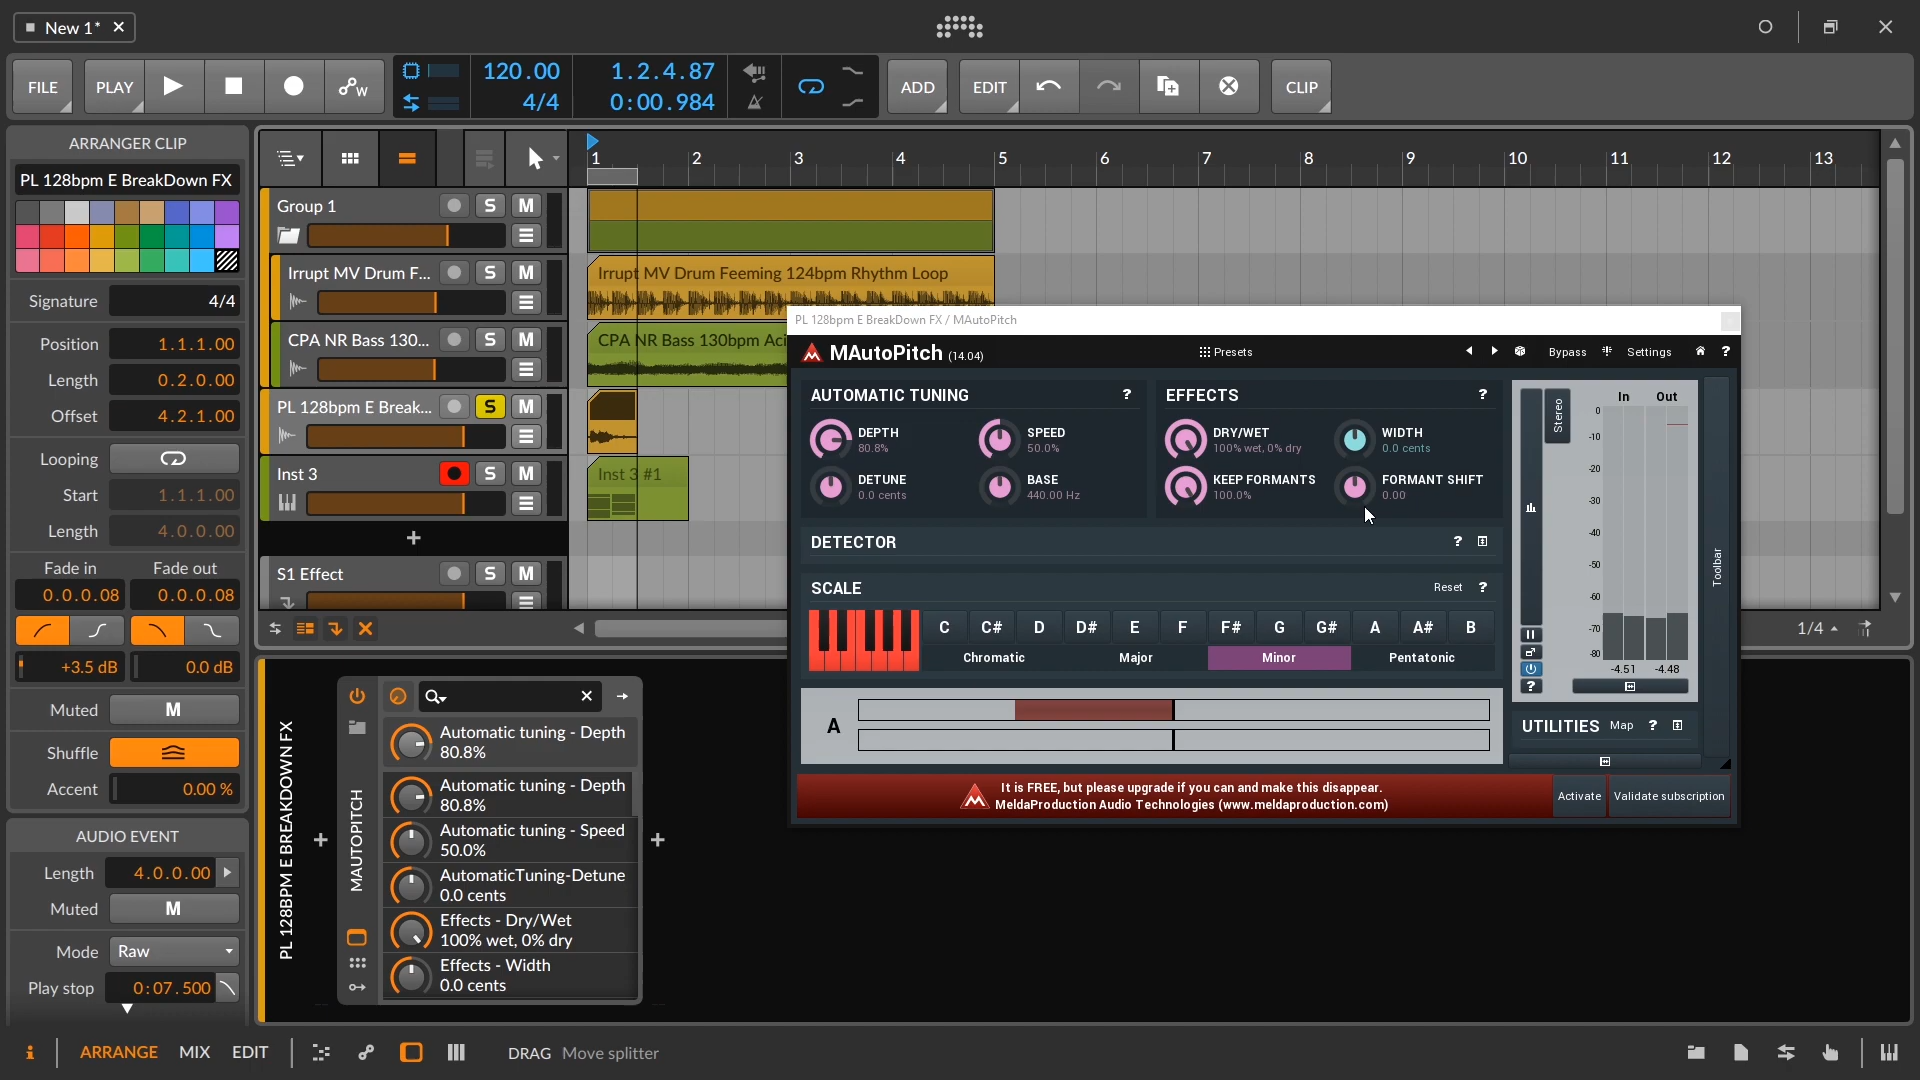 New 1*
FILE
PLAY
W
120.00
4/4
1.2.4.87
0:00.984
ADD
EDIT
CLIP
ARRANGER CLIP
PL 128bpm E BreakDown FX
Signature 4/4
Position 1.1.1.00
Length 0.2.0.00
Offset 4.2.1.00
Looping
Start 1.1.1.00
Length 4.0.0.00
Fade in Fade out
0.0.0.08 0.0.0.08
+3.5 dB 0.0 dB
Muted M
Shuffle
Accent 0.00 %
AUDIO EVENT
Length 4.0.0.00
Muted M
Mode Raw
Play stop 0:07.500
1 2 3 4 5 6 7 8 9 10 11 12 13
Group 1 S M
Irrupt MV Drum F... S M
Irrupt MV Drum Feeming 124bpm Rhythm Loop
CPA NR Bass 130... S M
CPA NR Bass 130bpm Aci
PL 128bpm E Break... S M
Inst 3 S M
Inst 3 #1
+
S1 Effect S M
1/4
PL 128bpm E BreakDown FX / MAutoPitch
MAutoPitch (14.04)
Presets
Bypass
Settings
?
AUTOMATIC TUNING ?
DEPTH
80.8%
SPEED
50.0%
DETUNE
0.0 cents
BASE
440.00 Hz
EFFECTS ?
DRY/WET
100% wet, 0% dry
WIDTH
0.0 cents
KEEP FORMANTS
100.0%
FORMANT SHIFT
0.00
DETECTOR ?
SCALE Reset ?
C C# D D# E F F# G G# A A# B
Chromatic Major Minor Pentatonic
A
Stereo
In Out
0
-10
-20
-30
-40
-50
-60
-70
-80
-4.51 -4.48
?
Toolbar
UTILITIES Map ?
It is FREE, but please upgrade if you can and make this disappear.
MeldaProduction Audio Technologies (www.meldaproduction.com)
Activate
Validate subscription
PL 128BPM E BREAKDOWN FX
+
MAUTOPITCH
Automatic tuning - Depth
80.8%
Automatic tuning - Depth
80.8%
Automatic tuning - Speed
50.0%
AutomaticTuning-Detune
0.0 cents
Effects - Dry/Wet
100% wet, 0% dry
Effects - Width
0.0 cents
+
i
ARRANGE MIX EDIT
DRAG Move splitter